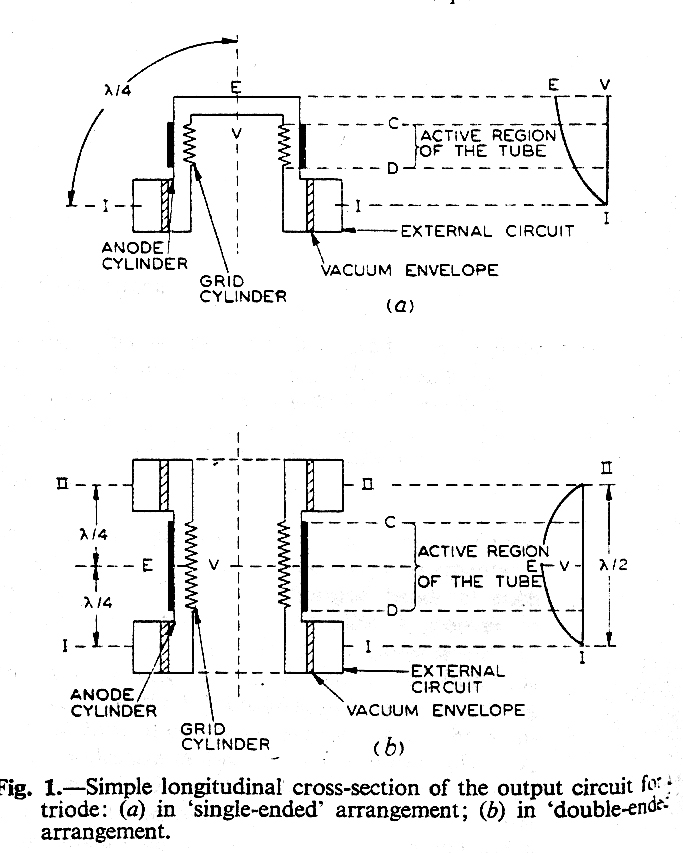 λ/4
E
E V
V
C
ACTIVE REGION
OF THE TUBE
D
I
I
I
ANODE
CYLINDER
EXTERNAL CIRCUIT
VACUUM ENVELOPE
GRID
CYLINDER
(a)
II
II
II
C
λ/4
ACTIVE REGION
E
V
E V
λ/2
OF THE TUBE
λ/4
D
I
I
I
ANODE
CYLINDER
EXTERNAL
CIRCUIT
VACUUM ENVELOPE
GRID
CYLINDER
(b)
Fig. 1.—Simple longitudinal cross-section of the output circuit for
triode: (a) in 'single-ended' arrangement; (b) in 'double-ende
arrangement.